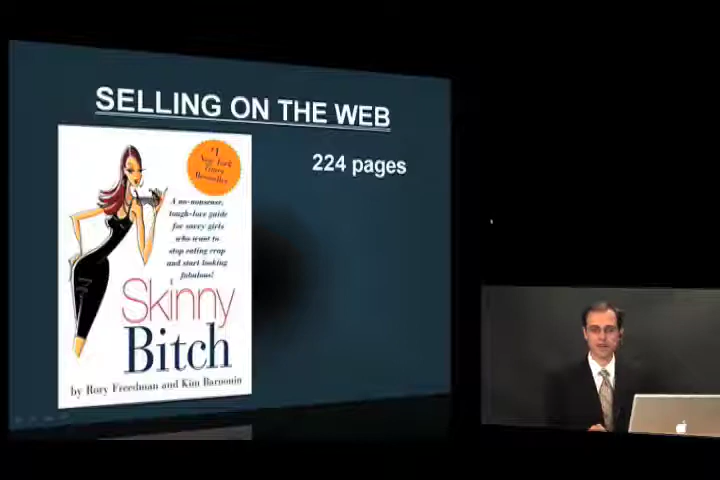 SELLING ON THE WEB
224 pages
#1
New York
Times
Bestseller
A no-nonsense,
tough-love guide
for savvy girls
who want to
stop eating crap
and start looking
fabulous!
Skinny
Bitch
by Rory Freedman and Kim Barnouin